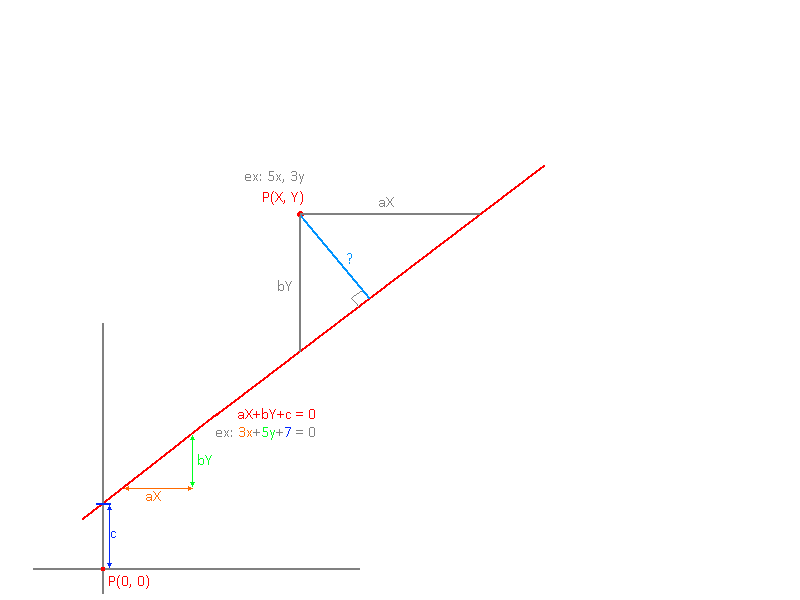 ex: 5x, 3y
P(X, Y)
aX
?
bY
aX+bY+c = 0
ex: 3x+5y+7 = 0
bY
aX
c
P(0, 0)